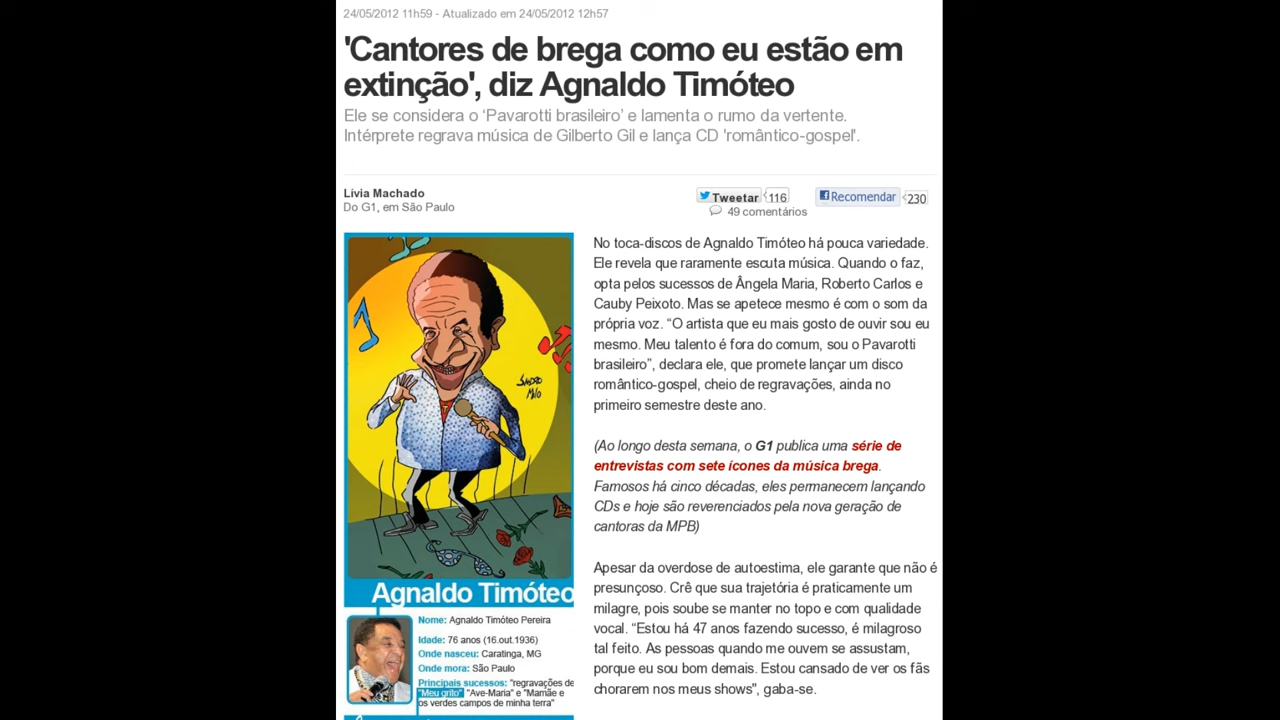 24/05/2012 11h59 - Atualizado em 24/05/2012 12h57
'Cantores de brega como eu estão em
extinção', diz Agnaldo Timóteo
Ele se considera o ‘Pavarotti brasileiro’ e lamenta o rumo da vertente.
Intérprete regrava música de Gilberto Gil e lança CD 'romântico-gospel'.
Lívia Machado
Do G1, em São Paulo
Tweetar 116
Recomendar 230
49 comentários
SANDRO
MELO
Agnaldo Timóteo
Nome: Agnaldo Timóteo Pereira
Idade: 76 anos (16.out.1936)
Onde nasceu: Caratinga, MG
Onde mora: São Paulo
Principais sucessos: "regravações de
"Meu grito" "Ave-Maria" e "Mamãe e
os verdes campos de minha terra"
No toca-discos de Agnaldo Timóteo há pouca variedade.
Ele revela que raramente escuta música. Quando o faz,
opta pelos sucessos de Ângela Maria, Roberto Carlos e
Cauby Peixoto. Mas se apetece mesmo é com o som da
própria voz. “O artista que eu mais gosto de ouvir sou eu
mesmo. Meu talento é fora do comum, sou o Pavarotti
brasileiro”, declara ele, que promete lançar um disco
romântico-gospel, cheio de regravações, ainda no
primeiro semestre deste ano.
(Ao longo desta semana, o G1 publica uma série de
entrevistas com sete ícones da música brega.
Famosos há cinco décadas, eles permanecem lançando
CDs e hoje são reverenciados pela nova geração de
cantoras da MPB)
Apesar da overdose de autoestima, ele garante que não é
presunçoso. Crê que sua trajetória é praticamente um
milagre, pois soube se manter no topo e com qualidade
vocal. “Estou há 47 anos fazendo sucesso, é milagroso
tal feito. As pessoas quando me ouvem se assustam,
porque eu sou bom demais. Estou cansado de ver os fãs
chorarem nos meus shows", gaba-se.